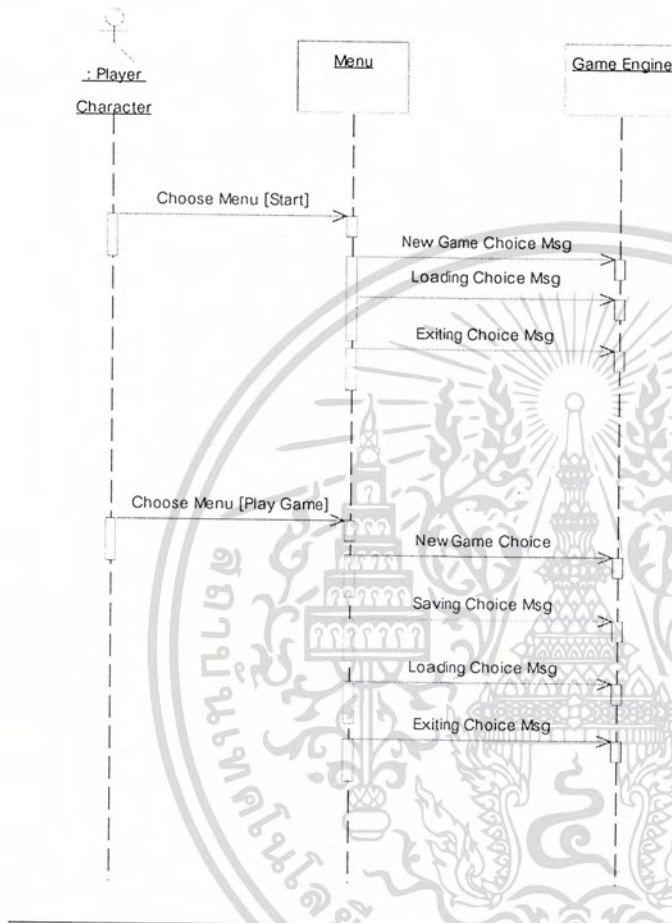 : Player
Character
Menu
Game Engine
Choose Menu [Start]
New Game Choice Msg
Loading Choice Msg
Exiting Choice Msg
Choose Menu [Play Game]
New Game Choice
Saving Choice Msg
Loading Choice Msg
Exiting Choice Msg